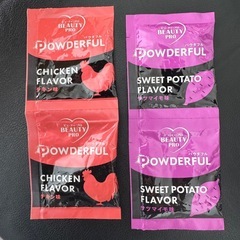 BEAUTY
PRO
POWDERFUL
CHICKEN
FLAVOR
チキン味
BEAUTY
PRO
POWDERFUL
CHICKEN
FLAVOR
チキン味
BEAUTY
PRO
POWDERFUL
SWEET POTATO
FLAVOR
サツマイモ味
BEAUTY
PRO
POWDERFUL
SWEET POTATO
FLAVOR
サツマイモ味